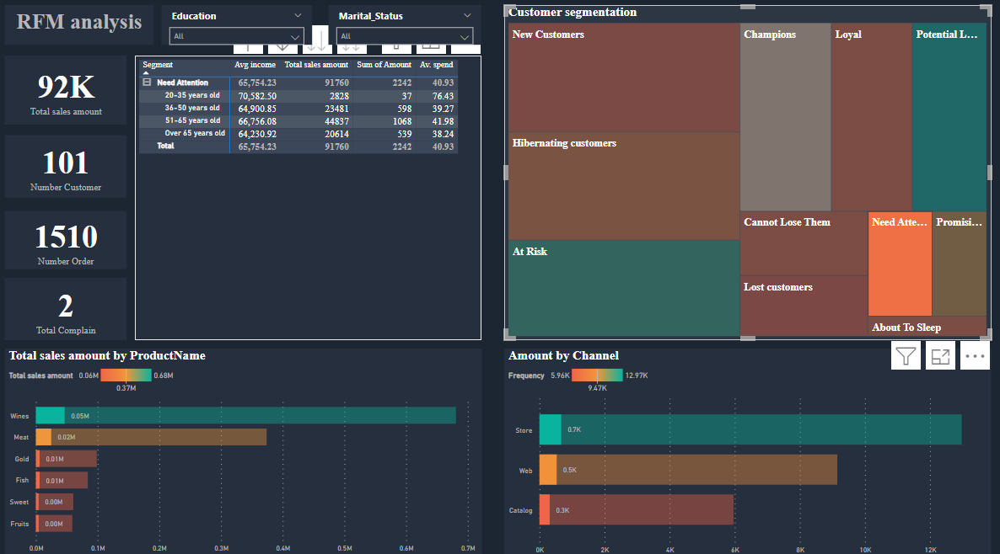 RFM analysis
Education
All
Marital_Status
All
92K
Total sales amount
101
Number Customer
1510
Number Order
2
Total Complain
Segment Avg income Total sales amount Sum of Amount Av. spend
Need Attention 65,754.23 91760 2242 40.93
20-35 years old 70,582.50 2828 37 76.43
36-50 years old 64,900.85 23481 598 39.27
51-65 years old 66,756.08 44837 1068 41.98
Over 65 years old 64,230.92 20614 539 38.24
Total 65,754.23 91760 2242 40.93
Customer segmentation
New Customers
Hibernating customers
At Risk
Champions
Loyal
Potential L...
Cannot Lose Them
Lost customers
Need Atte...
Promisi...
About To Sleep
Total sales amount by ProductName
Total sales amount 0.06M 0.68M
0.37M
Wines 0.05M
Meat 0.02M
Gold 0.01M
Fish 0.01M
Sweet 0.00M
Fruits 0.00M
0.0M 0.1M 0.2M 0.3M 0.4M 0.5M 0.6M 0.7M
Amount by Channel
Frequency 5.96K 12.97K
9.47K
Store 0.7K
Web 0.5K
Catalog 0.3K
0K 2K 4K 6K 8K 10K 12K